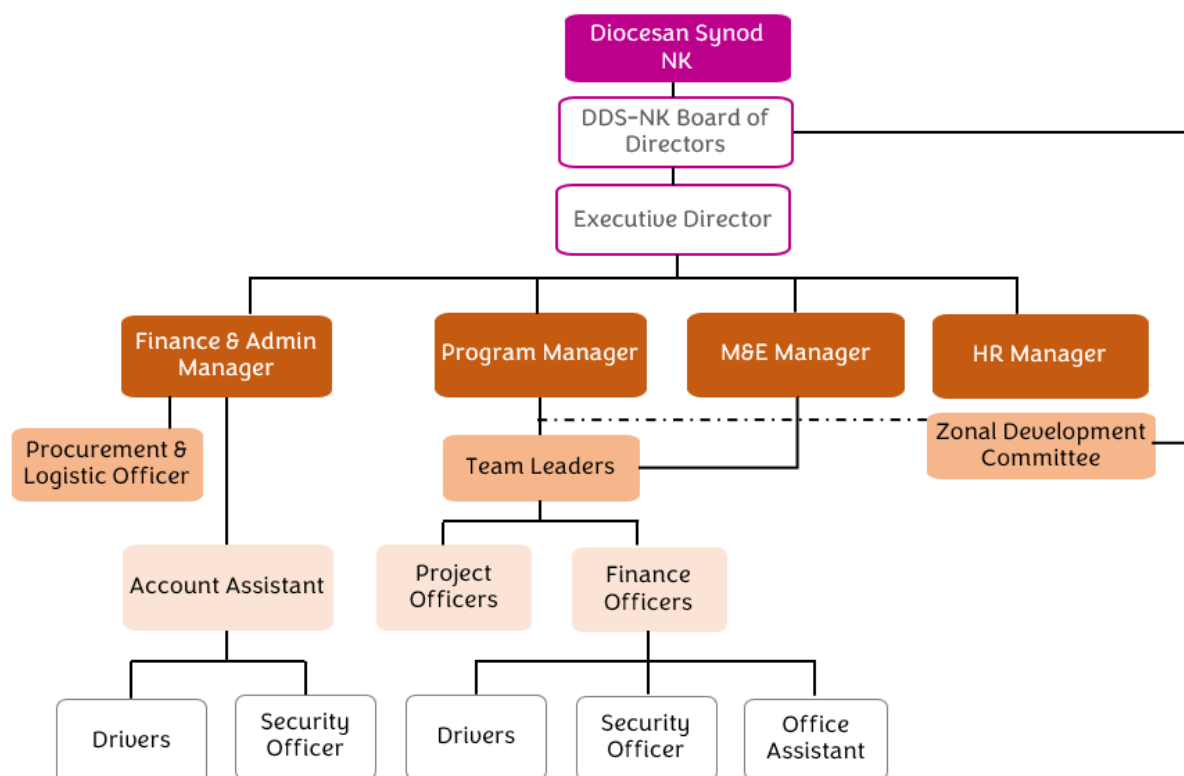 Diocesan Synod
NK
DDS-NK Board of
Directors
Executive Director
Finance & Admin
Manager
Program Manager
M&E Manager
HR Manager
Procurement &
Logistic Officer
Team Leaders
Zonal Development
Committee
Account Assistant
Project
Officers
Finance
Officers
Drivers
Security
Officer
Drivers
Security
Officer
Office
Assistant